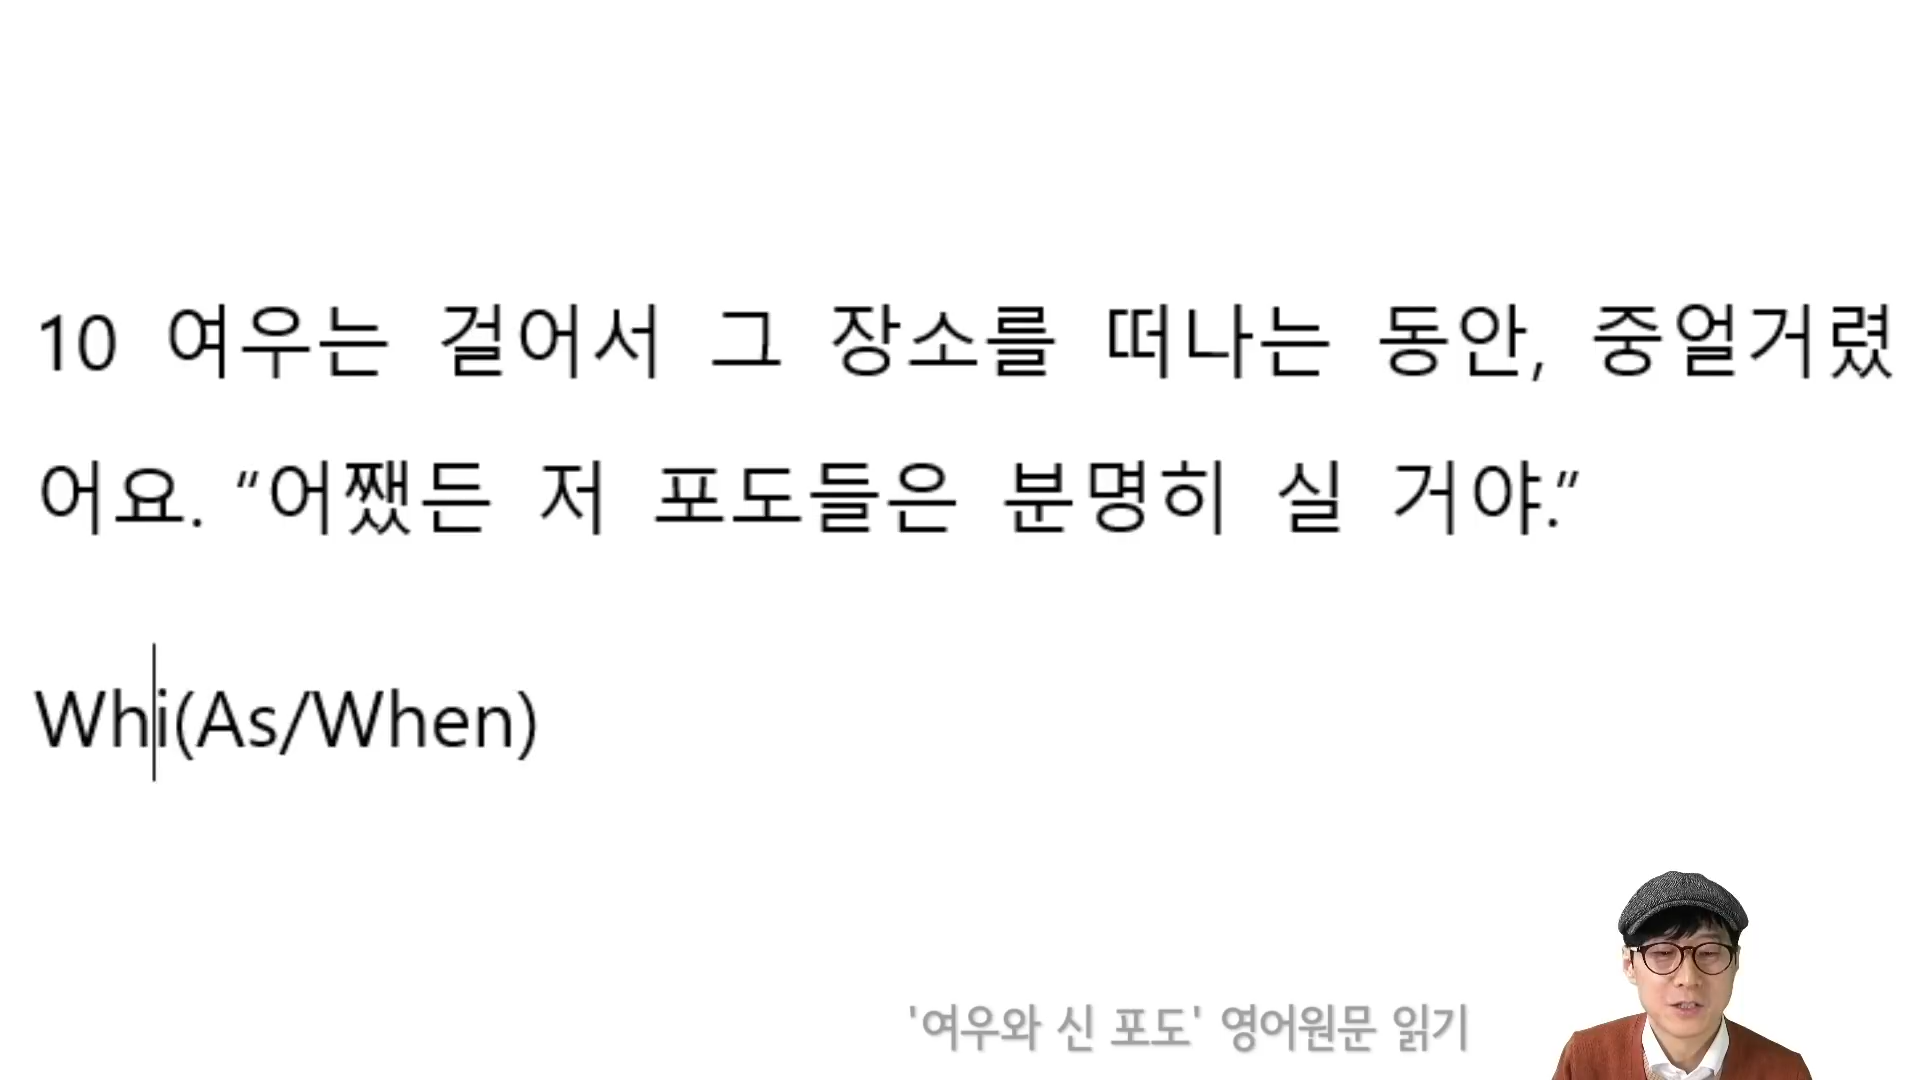 10 여우는 걸어서 그 장소를 떠나는 동안, 중얼거렸
어요. “어쨌든 저 포도들은 분명히 실 거야.”
Whi(As/When)
'여우와 신 포도' 영어원문 읽기